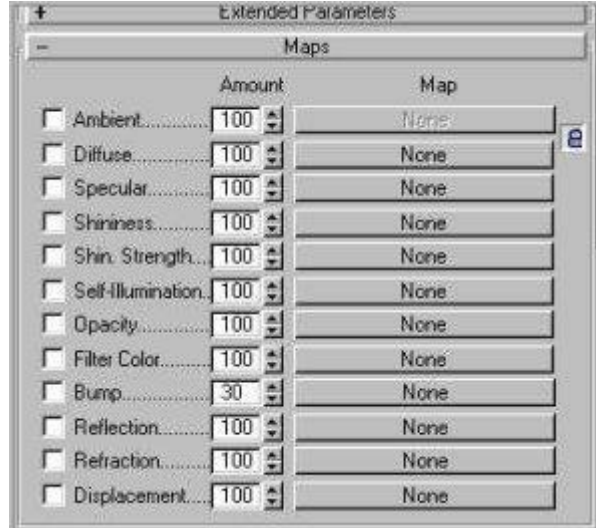 + Extended Parameters
- Maps
Amount Map
Ambient............. 100 None
Diffuse.............. 100 None
Specular............ 100 None
Shininess........... 100 None
Shin. Strength.... 100 None
Self-Illumination.. 100 None
Opacity............. 100 None
Filter Color......... 100 None
Bump................ 30 None
Reflection.......... 100 None
Refraction.......... 100 None
Displacement.... 100 None